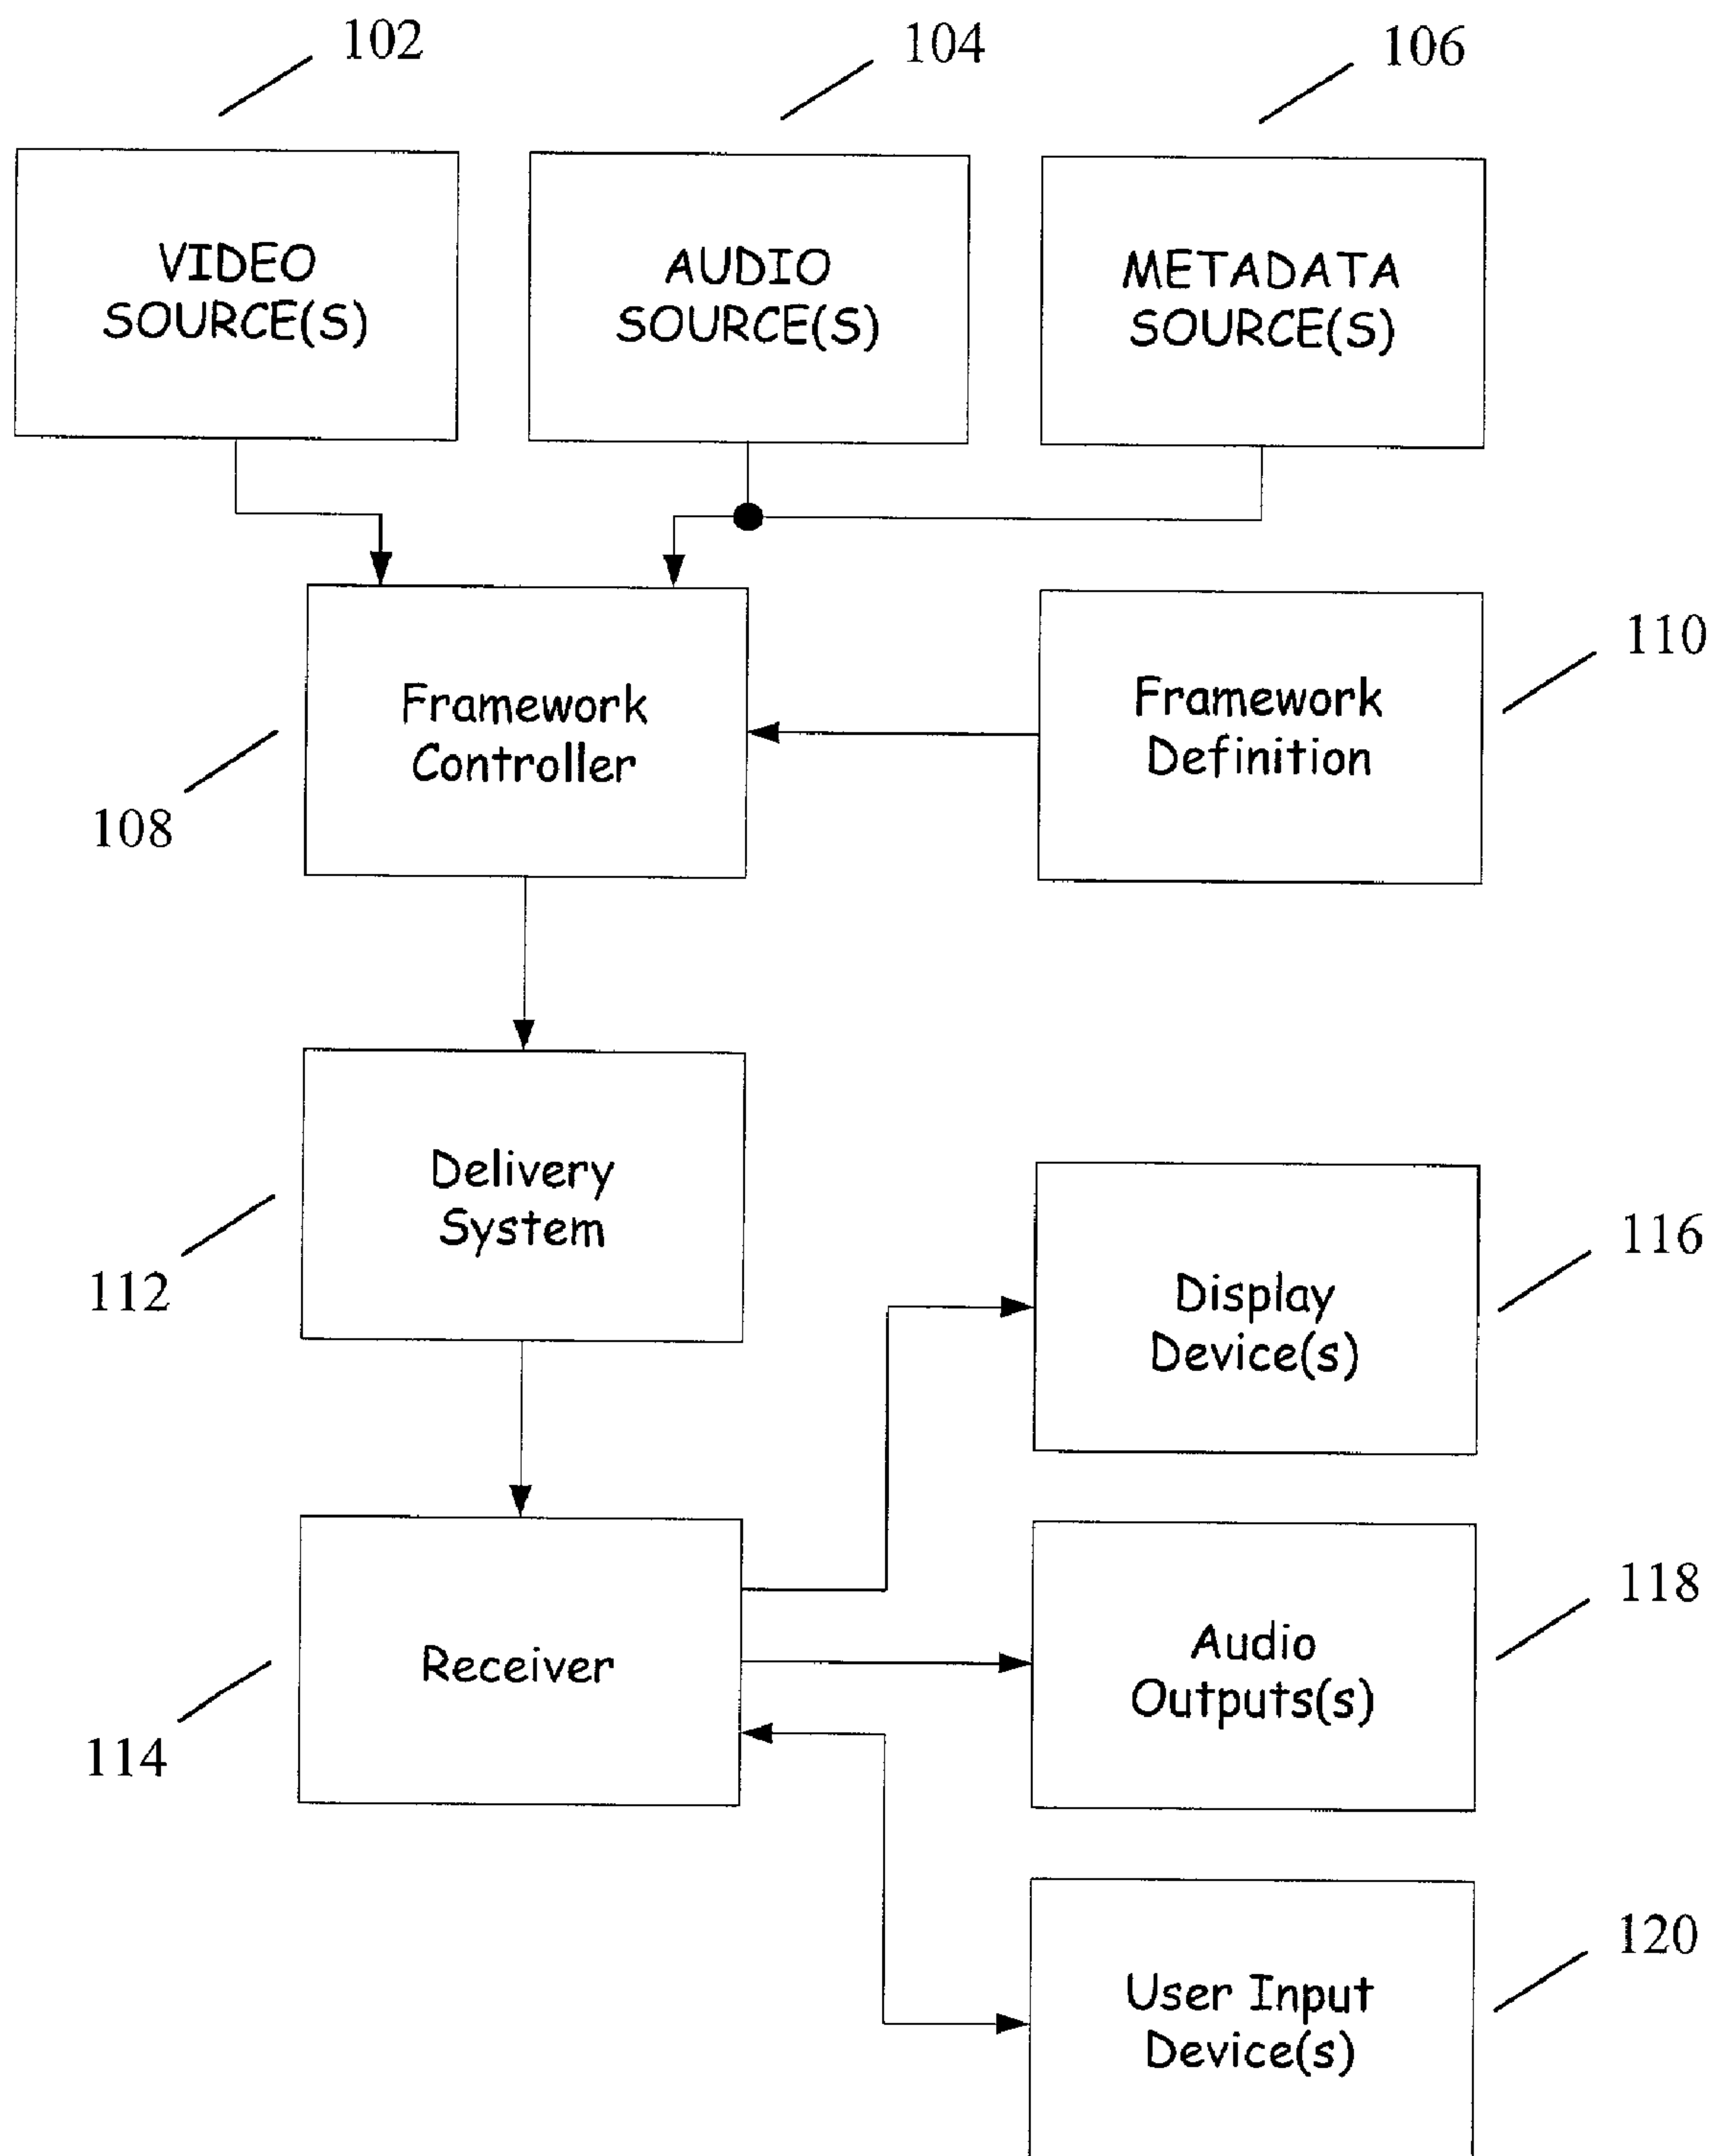 102
104
106
VIDEO
SOURCE(S)
AUDIO
SOURCE(S)
METADATA
SOURCE(S)
Framework
Controller
108
Framework
Definition
110
Delivery
System
112
Display
Device(s)
116
Receiver
114
Audio
Outputs(s)
118
User Input
Device(s)
120